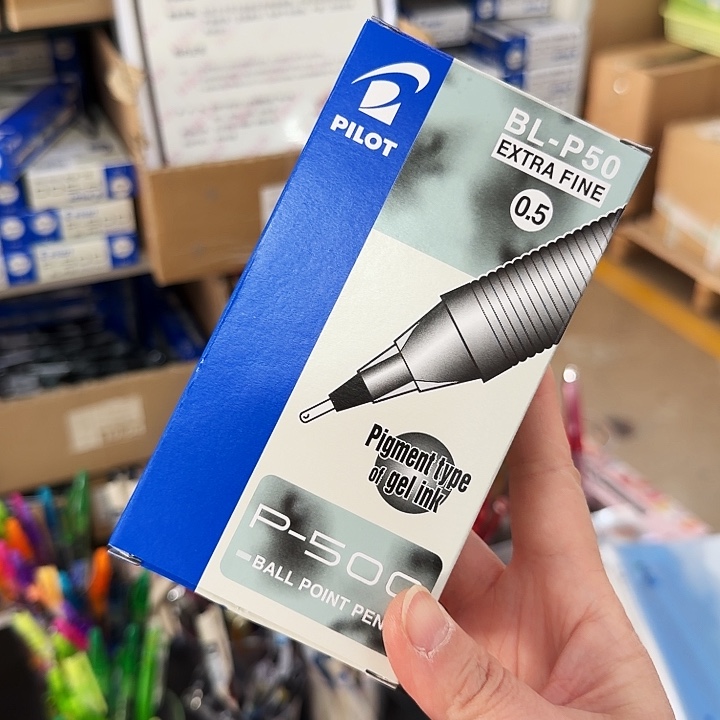 PILOT
BL-P50
EXTRA FINE
0.5
Pigment type
of gel ink
P-500
BALL POINT PEN